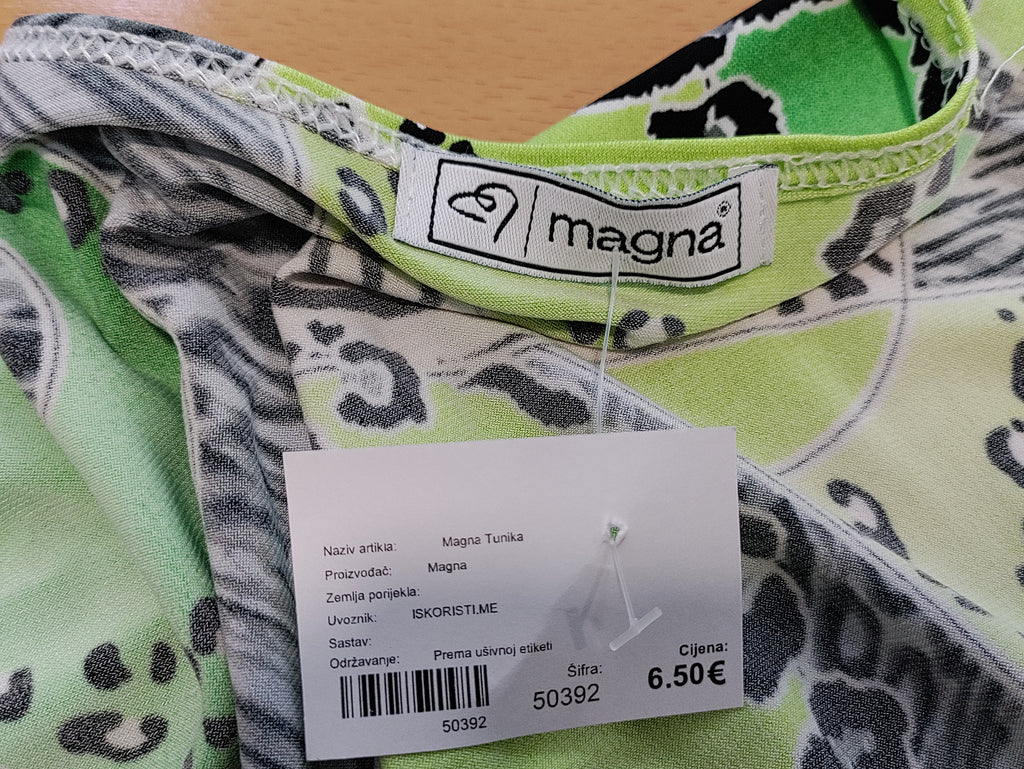 magna
Naziv artikla: Magna Tunika
Proizvođač: Magna
Zemlja porijekla:
Uvoznik: ISKORISTI.ME
Sastav:
Održavanje: Prema ušivnoj etiketi
50392
Šifra:
50392
Cijena:
6.50€